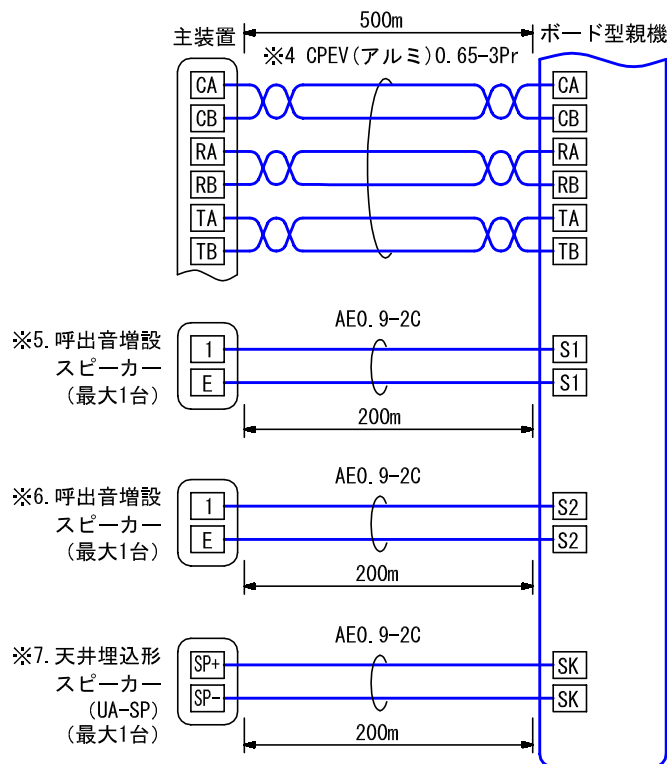 500m
主装置
ボード型親機
※4 CPEV(アルミ)0.65-3Pr
CA
CA
CB
CB
RA
RA
RB
RB
TA
TA
TB
TB
AE0.9-2C
※5.呼出音増設
スピーカー
(最大1台)
1
S1
E
S1
200m
AE0.9-2C
※6.呼出音増設
スピーカー
(最大1台)
1
S2
E
S2
200m
AE0.9-2C
※7.天井埋込形
スピーカー
(UA-SP)
(最大1台)
SP+
SK
SP-
SK
200m